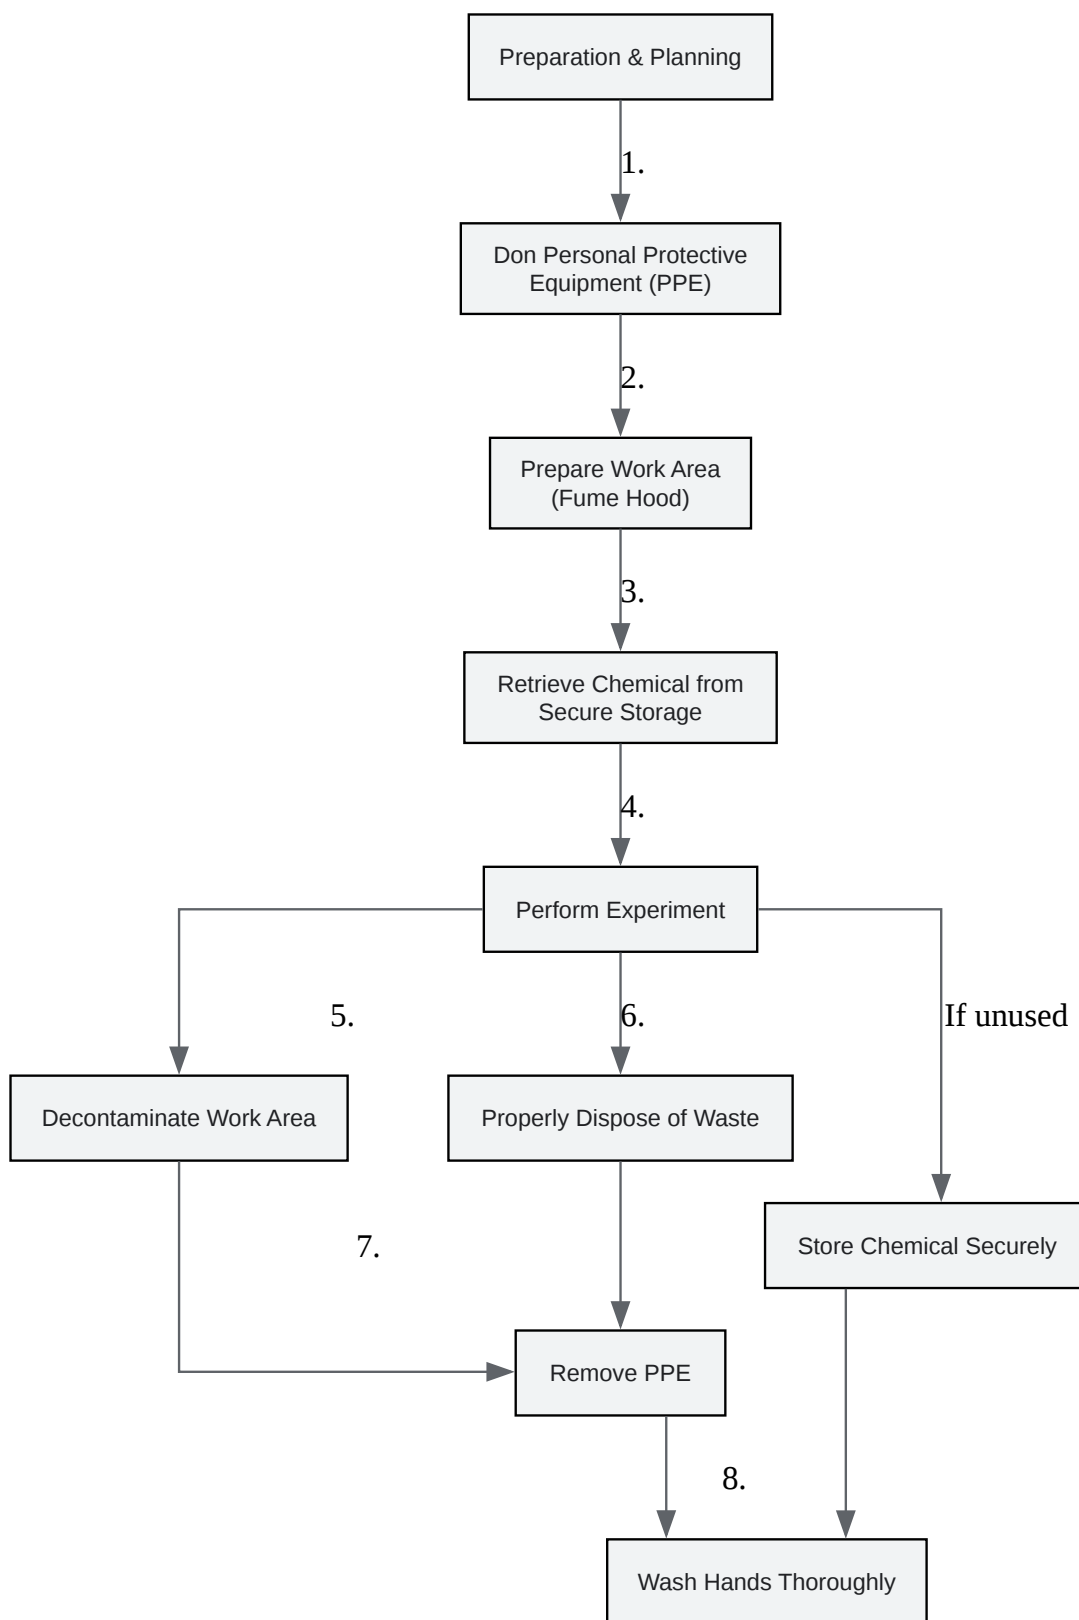 Preparation & Planning
1.
Don Personal Protective
Equipment (PPE)
2.
Prepare Work Area
(Fume Hood)
3.
Retrieve Chemical from
Secure Storage
4.
Perform Experiment
5.
6.
If unused
Decontaminate Work Area
Properly Dispose of Waste
7.
Store Chemical Securely
Remove PPE
8.
Wash Hands Thoroughly